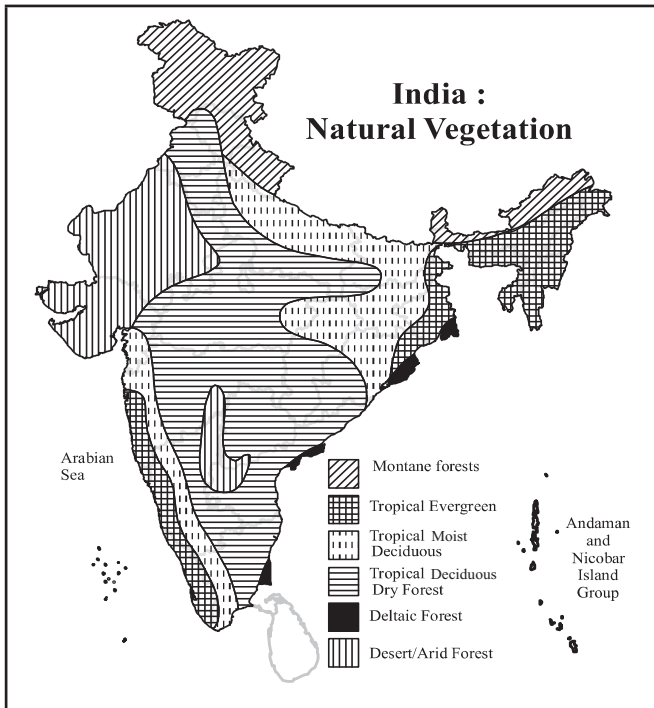 India :
Natural Vegetation
Arabian
Sea
Montane forests
Tropical Evergreen
Tropical Moist
Deciduous
Tropical Deciduous
Dry Forest
Deltaic Forest
Desert/Arid Forest
Andaman
and
Nicobar
Island
Group